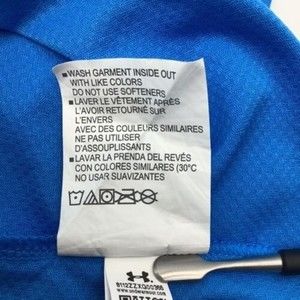 ▪WASH GARMENT INSIDE OUT
WITH LIKE COLORS
DO NOT USE SOFTENERS
▪LAVER LE VÊTEMENT APRÈS
L'AVOIR RETOURNÉ SUR
L'ENVERS
AVEC DES COULEURS SIMILAIRES
NE PAS UTILISER
D'ASSOUPLISSANTS
▪LAVAR LA PRENDA DEL REVÉS
CON COLORES SIMILARES (30°C
NO USAR SUAVIZANTES